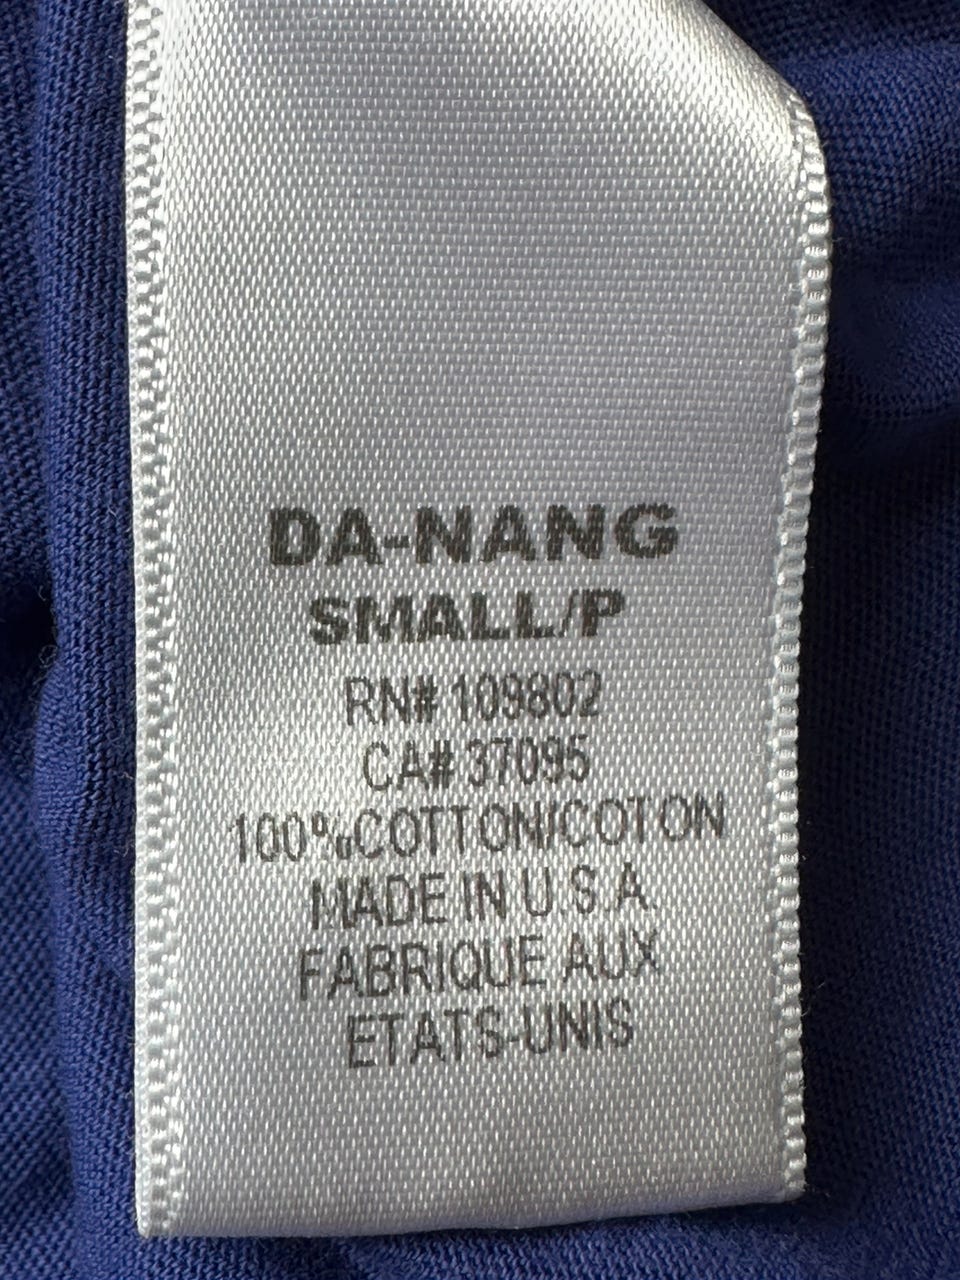 DA-NANG
SMALL/P
RN# 109802
CA# 37095
100%COTTON/COTON
MADE IN U.S.A.
FABRIQUE AUX
ETATS-UNIS